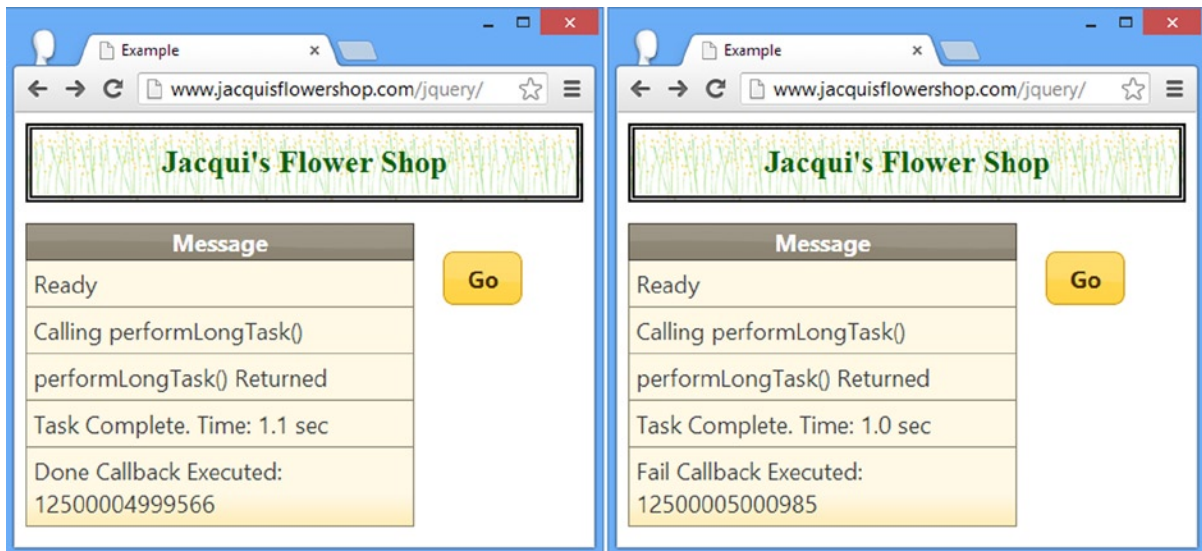 Example
www.jacquisflowershop.com/jquery/
Jacqui's Flower Shop
Message
Ready
Calling performLongTask()
performLongTask() Returned
Task Complete. Time: 1.1 sec
Done Callback Executed:
12500004999566
Go
Example
www.jacquisflowershop.com/jquery/
Jacqui's Flower Shop
Message
Ready
Calling performLongTask()
performLongTask() Returned
Task Complete. Time: 1.0 sec
Fail Callback Executed:
12500005000985
Go